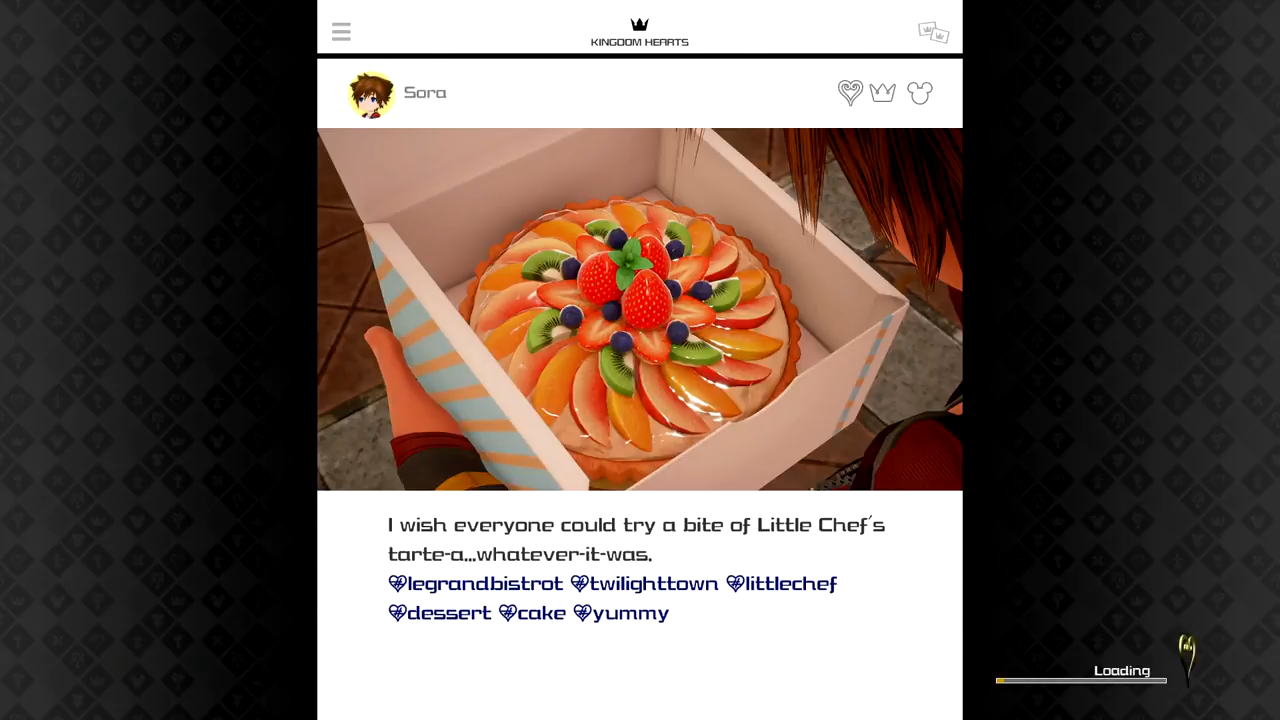 KINGDOM HEARTS
Sora
I wish everyone could try a bite of Little Chef's
tarte-a...whatever-it-was.
legrandbistrot twilighttown littlechef
dessert cake yummy
Loading